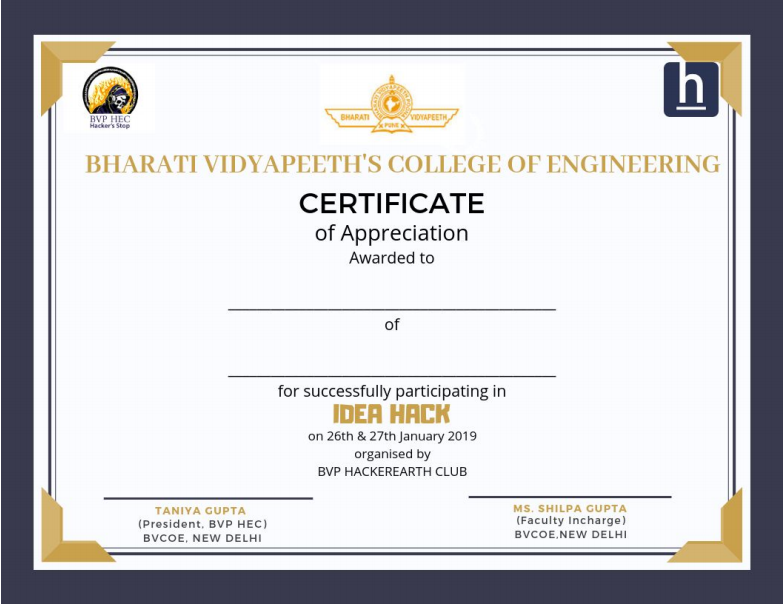 BVP HEC
Hacker's Stop
BHARATI VIDYAPEETH
PUNE
h
BHARATI VIDYAPEETH'S COLLEGE OF ENGINEERING
CERTIFICATE
of Appreciation
Awarded to
of
for successfully participating in
IDEA HACK
on 26th & 27th January 2019
organised by
BVP HACKEREARTH CLUB
TANIYA GUPTA
(President, BVP HEC)
BVCOE, NEW DELHI
MS. SHILPA GUPTA
(Faculty Incharge)
BVCOE,NEW DELHI